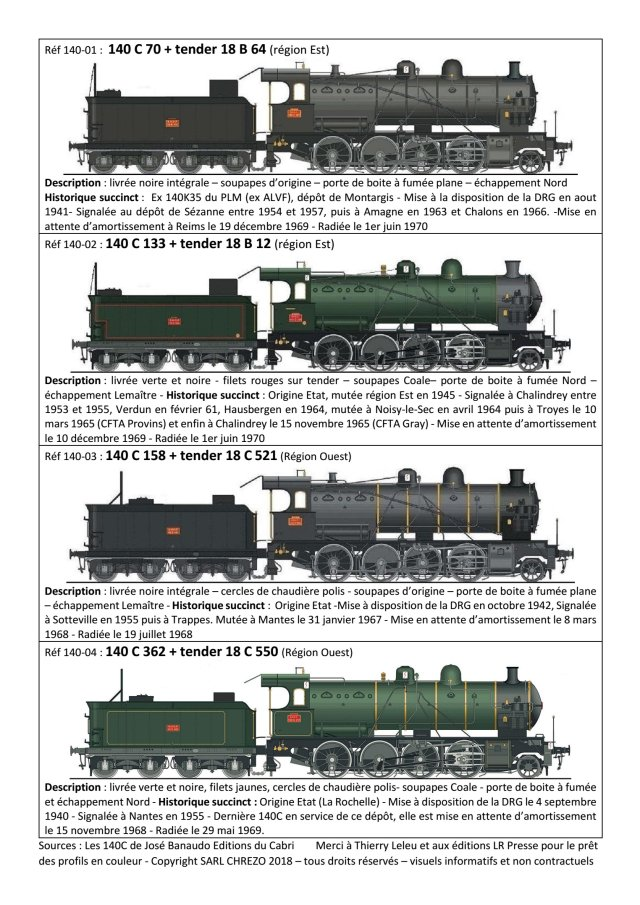 Réf 140-01 : 140 C 70 + tender 18 B 64 (région Est)
Description : livrée noire intégrale – soupapes d'origine – porte de boite à fumée plane – échappement Nord
Historique succinct : Ex 140K35 du PLM (ex ALVF), dépôt de Montargis - Mise à la disposition de la DRG en aout
1941- Signalée au dépôt de Sézanne entre 1954 et 1957, puis à Amagne en 1963 et Chalons en 1966. -Mise en
attente d'amortissement à Reims le 19 décembre 1969 - Radiée le 1er juin 1970
Réf 140-02 : 140 C 133 + tender 18 B 12 (région Est)
Description : livrée verte et noire - filets rouges sur tender – soupapes Coale– porte de boite à fumée Nord –
échappement Lemaître - Historique succinct : Origine Etat, mutée région Est en 1945 - Signalée à Chalindrey entre
1953 et 1955, Verdun en février 61, Hausbergen en 1964, mutée à Noisy-le-Sec en avril 1964 puis à Troyes le 10
mars 1965 (CFTA Provins) et enfin à Chalindrey le 15 novembre 1965 (CFTA Gray) - Mise en attente d'amortissement
le 10 décembre 1969 - Radiée le 1er juin 1970
Réf 140-03 : 140 C 158 + tender 18 C 521 (Région Ouest)
Description : livrée noire intégrale – cercles de chaudière polis - soupapes d'origine – porte de boite à fumée plane
– échappement Lemaître - Historique succinct : Origine Etat -Mise à disposition de la DRG en octobre 1942, Signalée
à Sotteville en 1955 puis à Trappes. Mutée à Mantes le 31 janvier 1967 - Mise en attente d'amortissement le 8 mars
1968 - Radiée le 19 juillet 1968
Réf 140-04 : 140 C 362 + tender 18 C 550 (Région Ouest)
Description : livrée verte et noire, filets jaunes, cercles de chaudière polis- soupapes Coale - porte de boite à fumée
et échappement Nord - Historique succinct : Origine Etat (La Rochelle) - Mise à disposition de la DRG le 4 septembre
1940 - Signalée à Nantes en 1955 - Dernière 140C en service de ce dépôt, elle est mise en attente d'amortissement
le 15 novembre 1968 - Radiée le 29 mai 1969.
Sources : Les 140C de José Banaudo Editions du Cabri Merci à Thierry Leleu et aux éditions LR Presse pour le prêt
des profils en couleur - Copyright SARL CHREZO 2018 – tous droits réservés – visuels informatifs et non contractuels